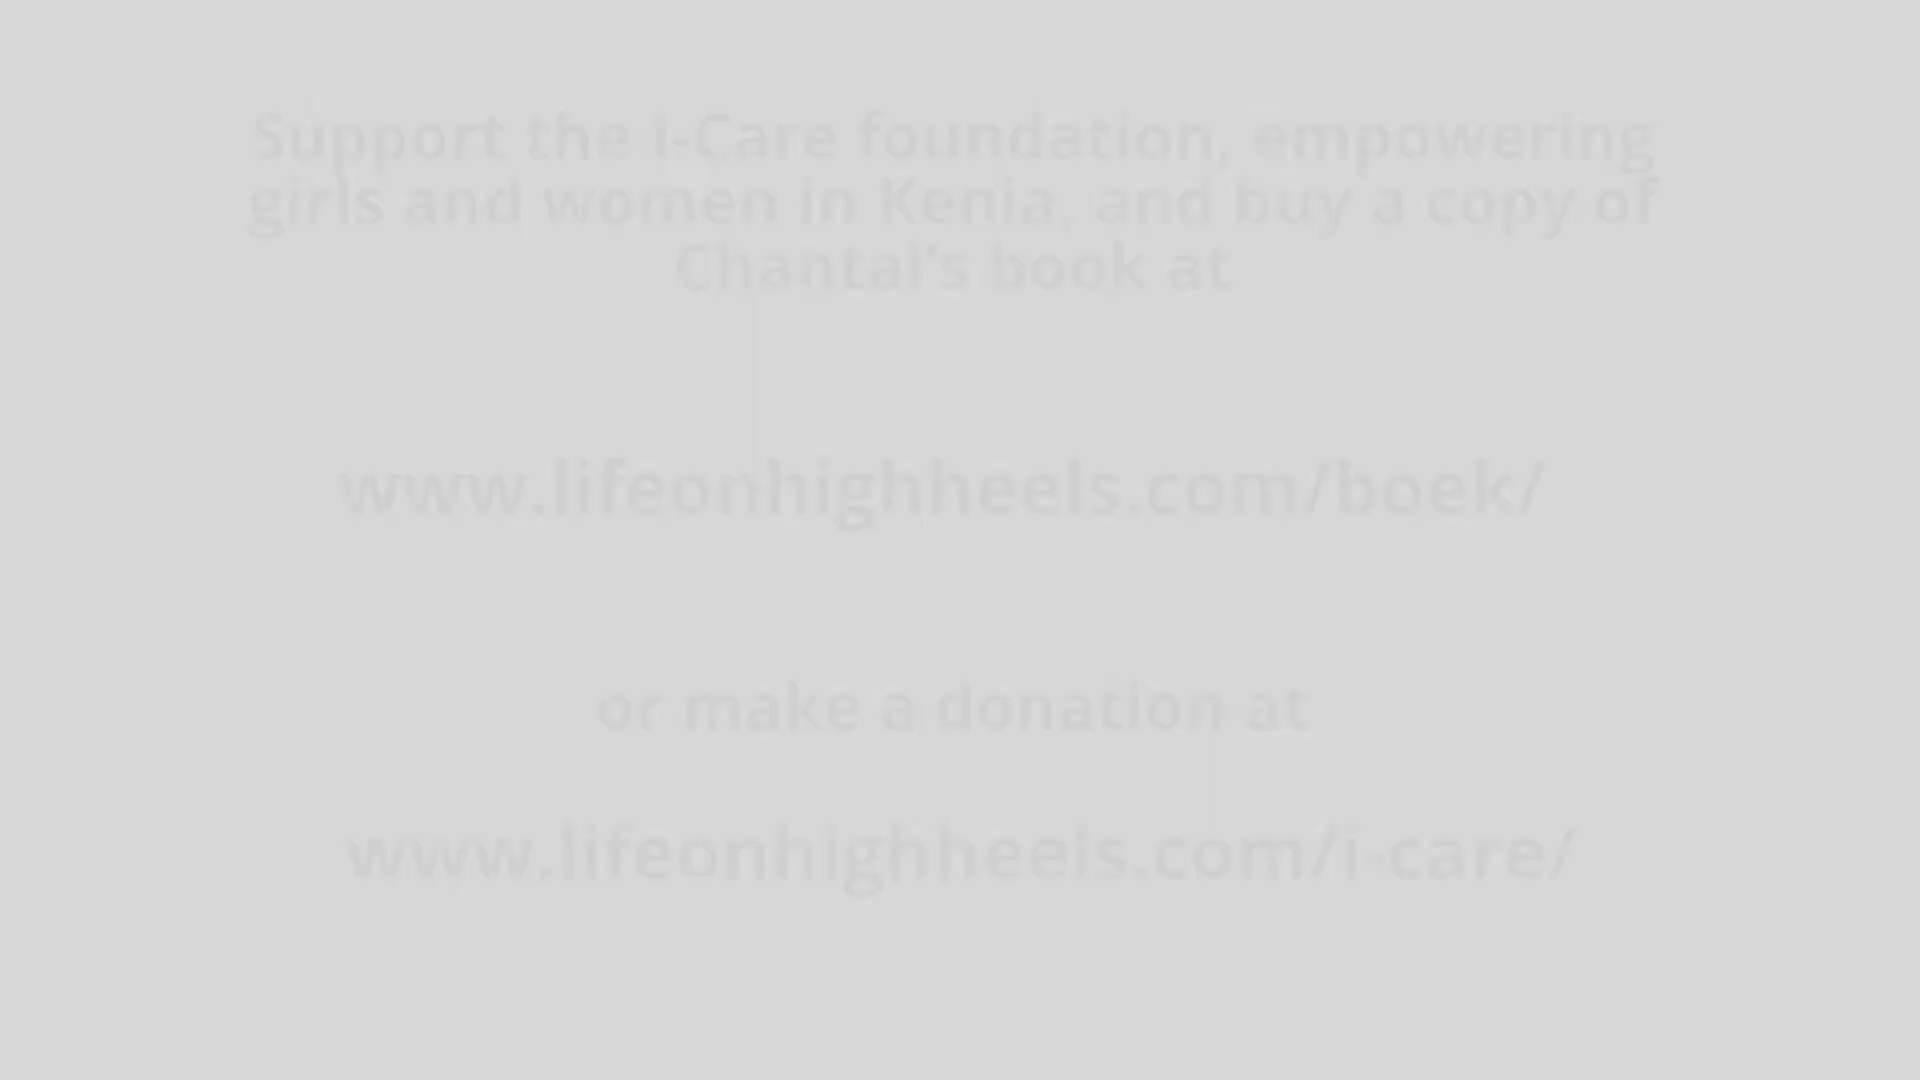 Support the i-Care foundation, empowering
girls and women in Kenia, and buy a copy of
Chantal's book at
www.lifeonhighheels.com/boek/
or make a donation at
www.lifeonhighheels.com/i-care/